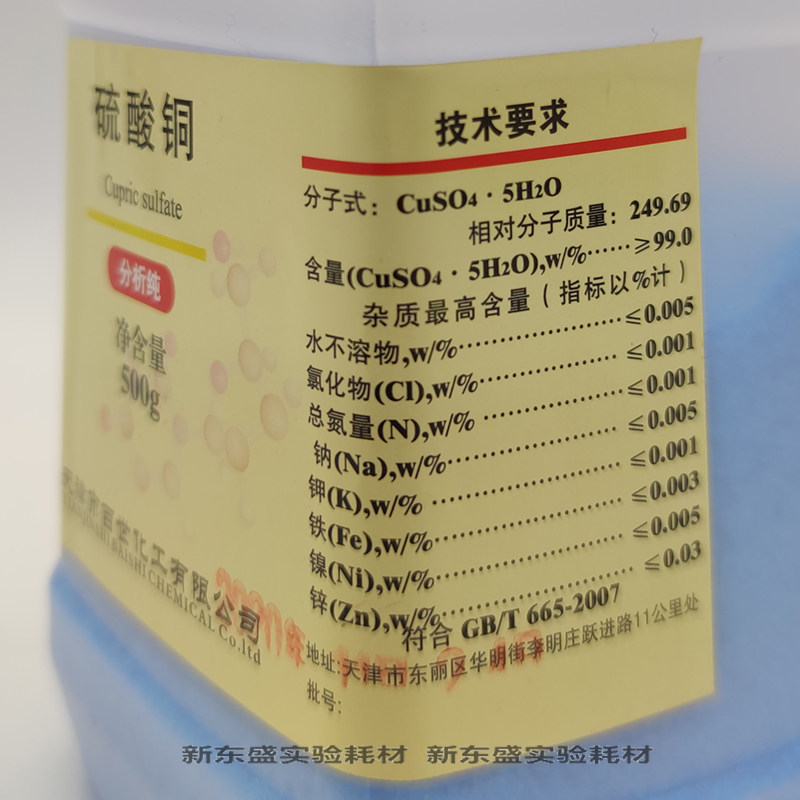 硫酸铜
Cupric sulfate
分析纯
净含量
500g
化工有限公司
CHEMICAL Co.ltd
技术要求
分子式: CuSO4 · 5H2O
相对分子质量: 249.69
含量(CuSO4 · 5H2O),w/%······≥99.0
杂质最高含量(指标以%计)
水不溶物,w/%······≤0.005
氯化物(Cl),w/%······≤0.001
总氮量(N),w/%······≤0.001
钠(Na),w/%······≤0.005
钾(K),w/%······≤0.001
铁(Fe),w/%······≤0.003
镍(Ni),w/%······≤0.005
锌(Zn),w/%······≤0.03
符合 GB/T 665-2007
地址:天津市东丽区华明街李明庄跃进路11公里处
批号:
新东盛实验耗材 新东盛实验耗材